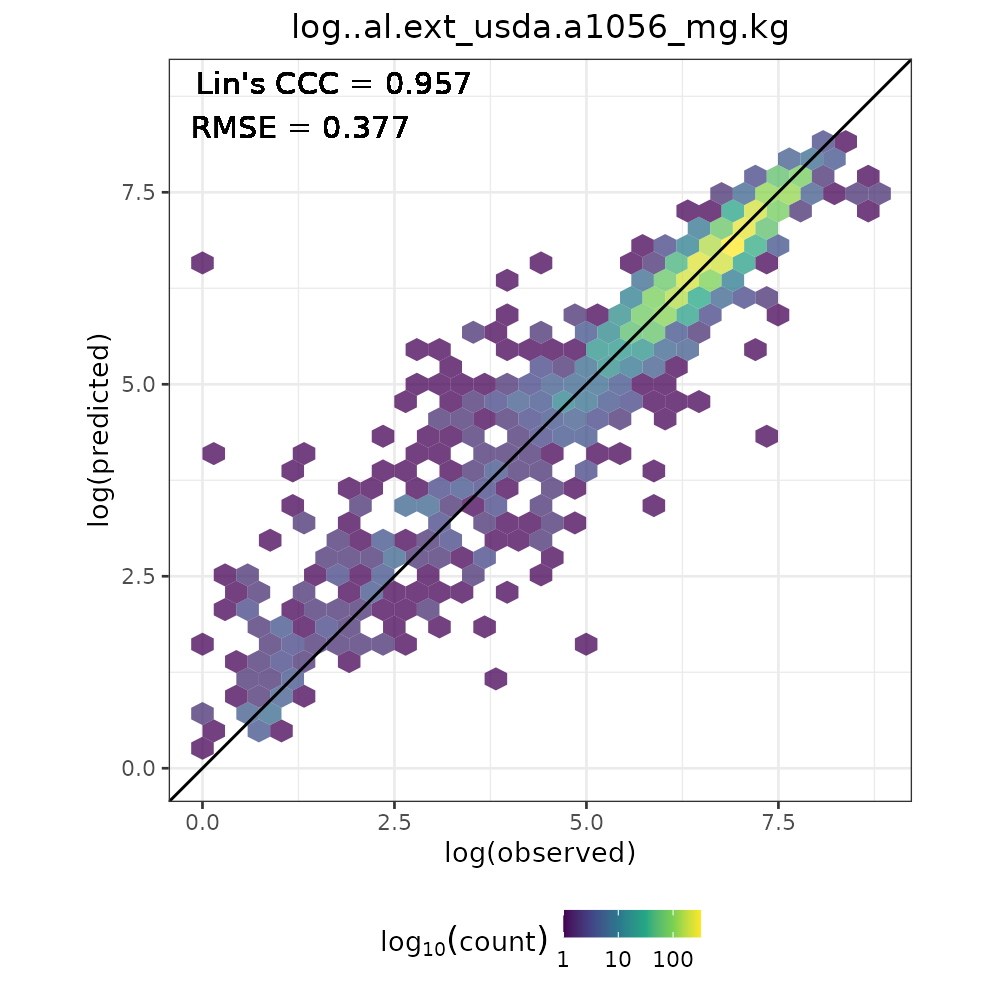 log..al.ext_usda.a1056_mg.kg
Lin's CCC = 0.957
RMSE = 0.377
log(predicted)
7.5
5.0
2.5
0.0
0.0 2.5 5.0 7.5
log(observed)
log₁₀(count)
1 10 100